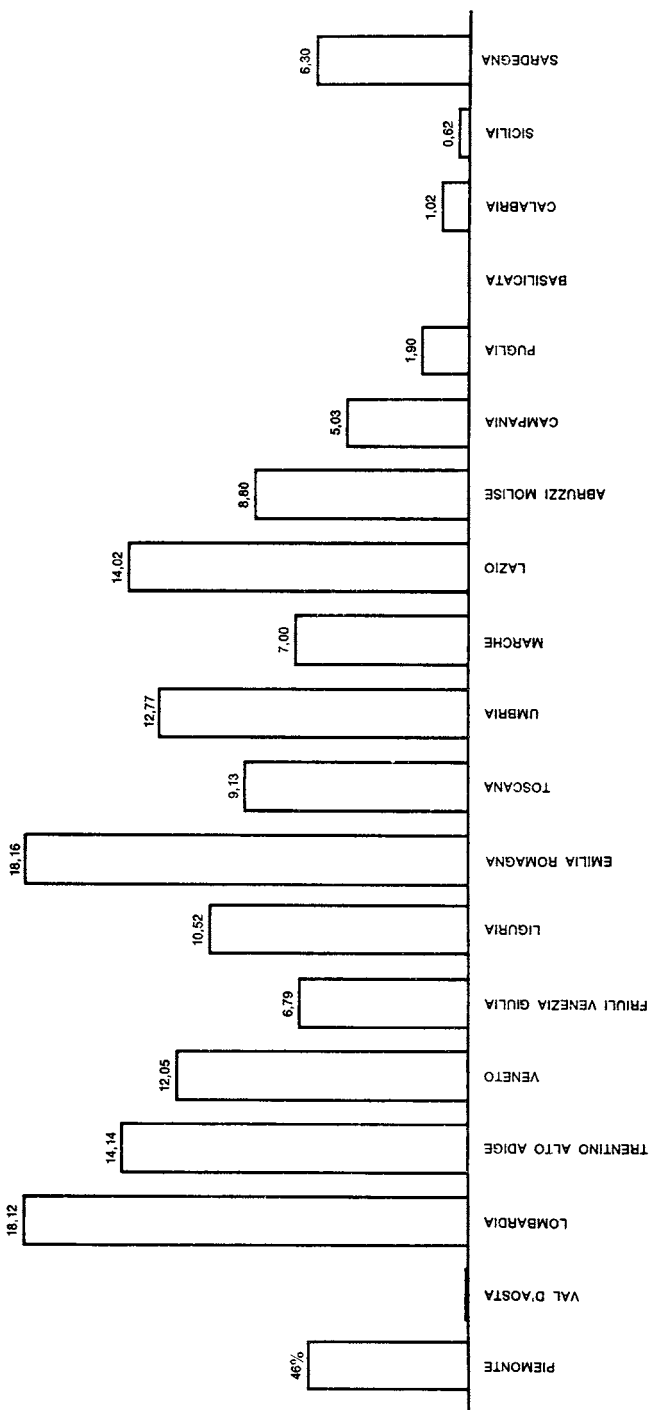 46%
18,12
14,14
12,05
6,79
10,52
18,16
9,13
12,77
7,00
14,02
8,80
5,03
1,90
1,02
0,62
6,30
PIEMONTE
VAL D'AOSTA
LOMBARDIA
TRENTINO ALTO ADIGE
VENETO
FRIULI VENEZIA GIULIA
LIGURIA
EMILIA ROMAGNA
TOSCANA
UMBRIA
MARCHE
LAZIO
ABRUZZI MOLISE
CAMPANIA
PUGLIA
BASILICATA
CALABRIA
SICILIA
SARDEGNA